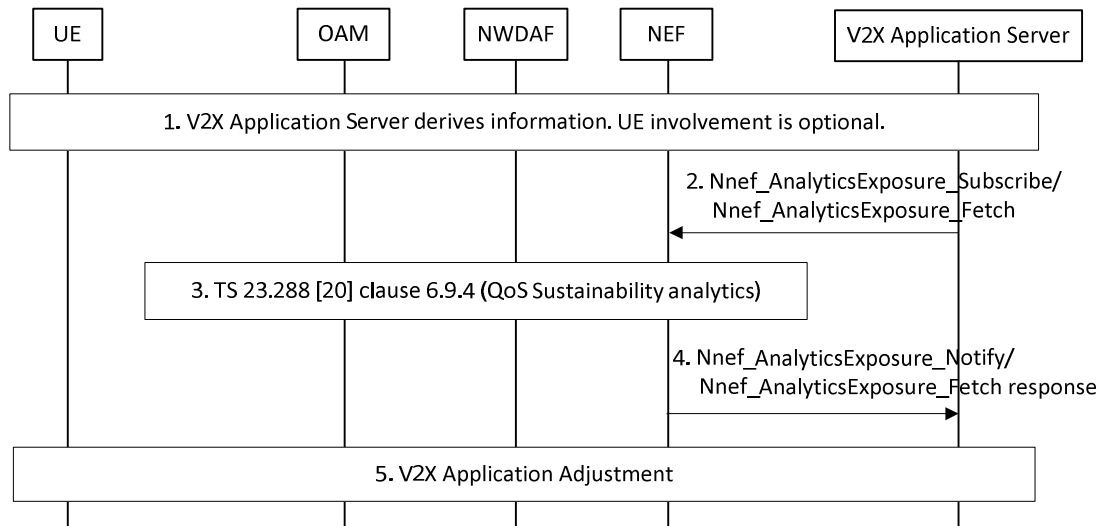 UE
OAM
NWDAF
NEF
V2X Application Server
1. V2X Application Server derives information. UE involvement is optional.
2. Nnef_AnalyticsExposure_Subscribe/
Nnef_AnalyticsExposure_Fetch
3. TS 23.288 [20] clause 6.9.4 (QoS Sustainability analytics)
4. Nnef_AnalyticsExposure_Notify/
Nnef_AnalyticsExposure_Fetch response
5. V2X Application Adjustment